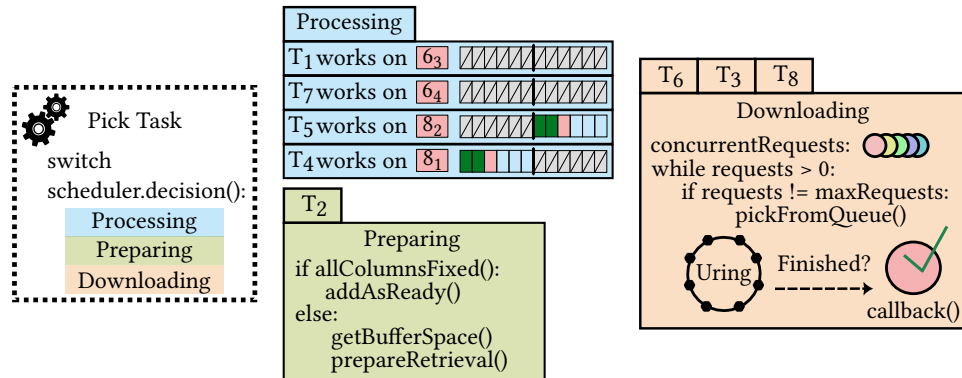 Pick Task
switch
scheduler.decision():
Processing
Preparing
Downloading
Processing
T1 works on 63
T7 works on 64
T5 works on 82
T4 works on 81
T2
Preparing
if allColumnsFixed():
addAsReady()
else:
getBufferSpace()
prepareRetrieval()
T6 T3 T8
Downloading
concurrentRequests:
while requests > 0:
if requests != maxRequests:
pickFromQueue()
Uring
Finished?
callback()